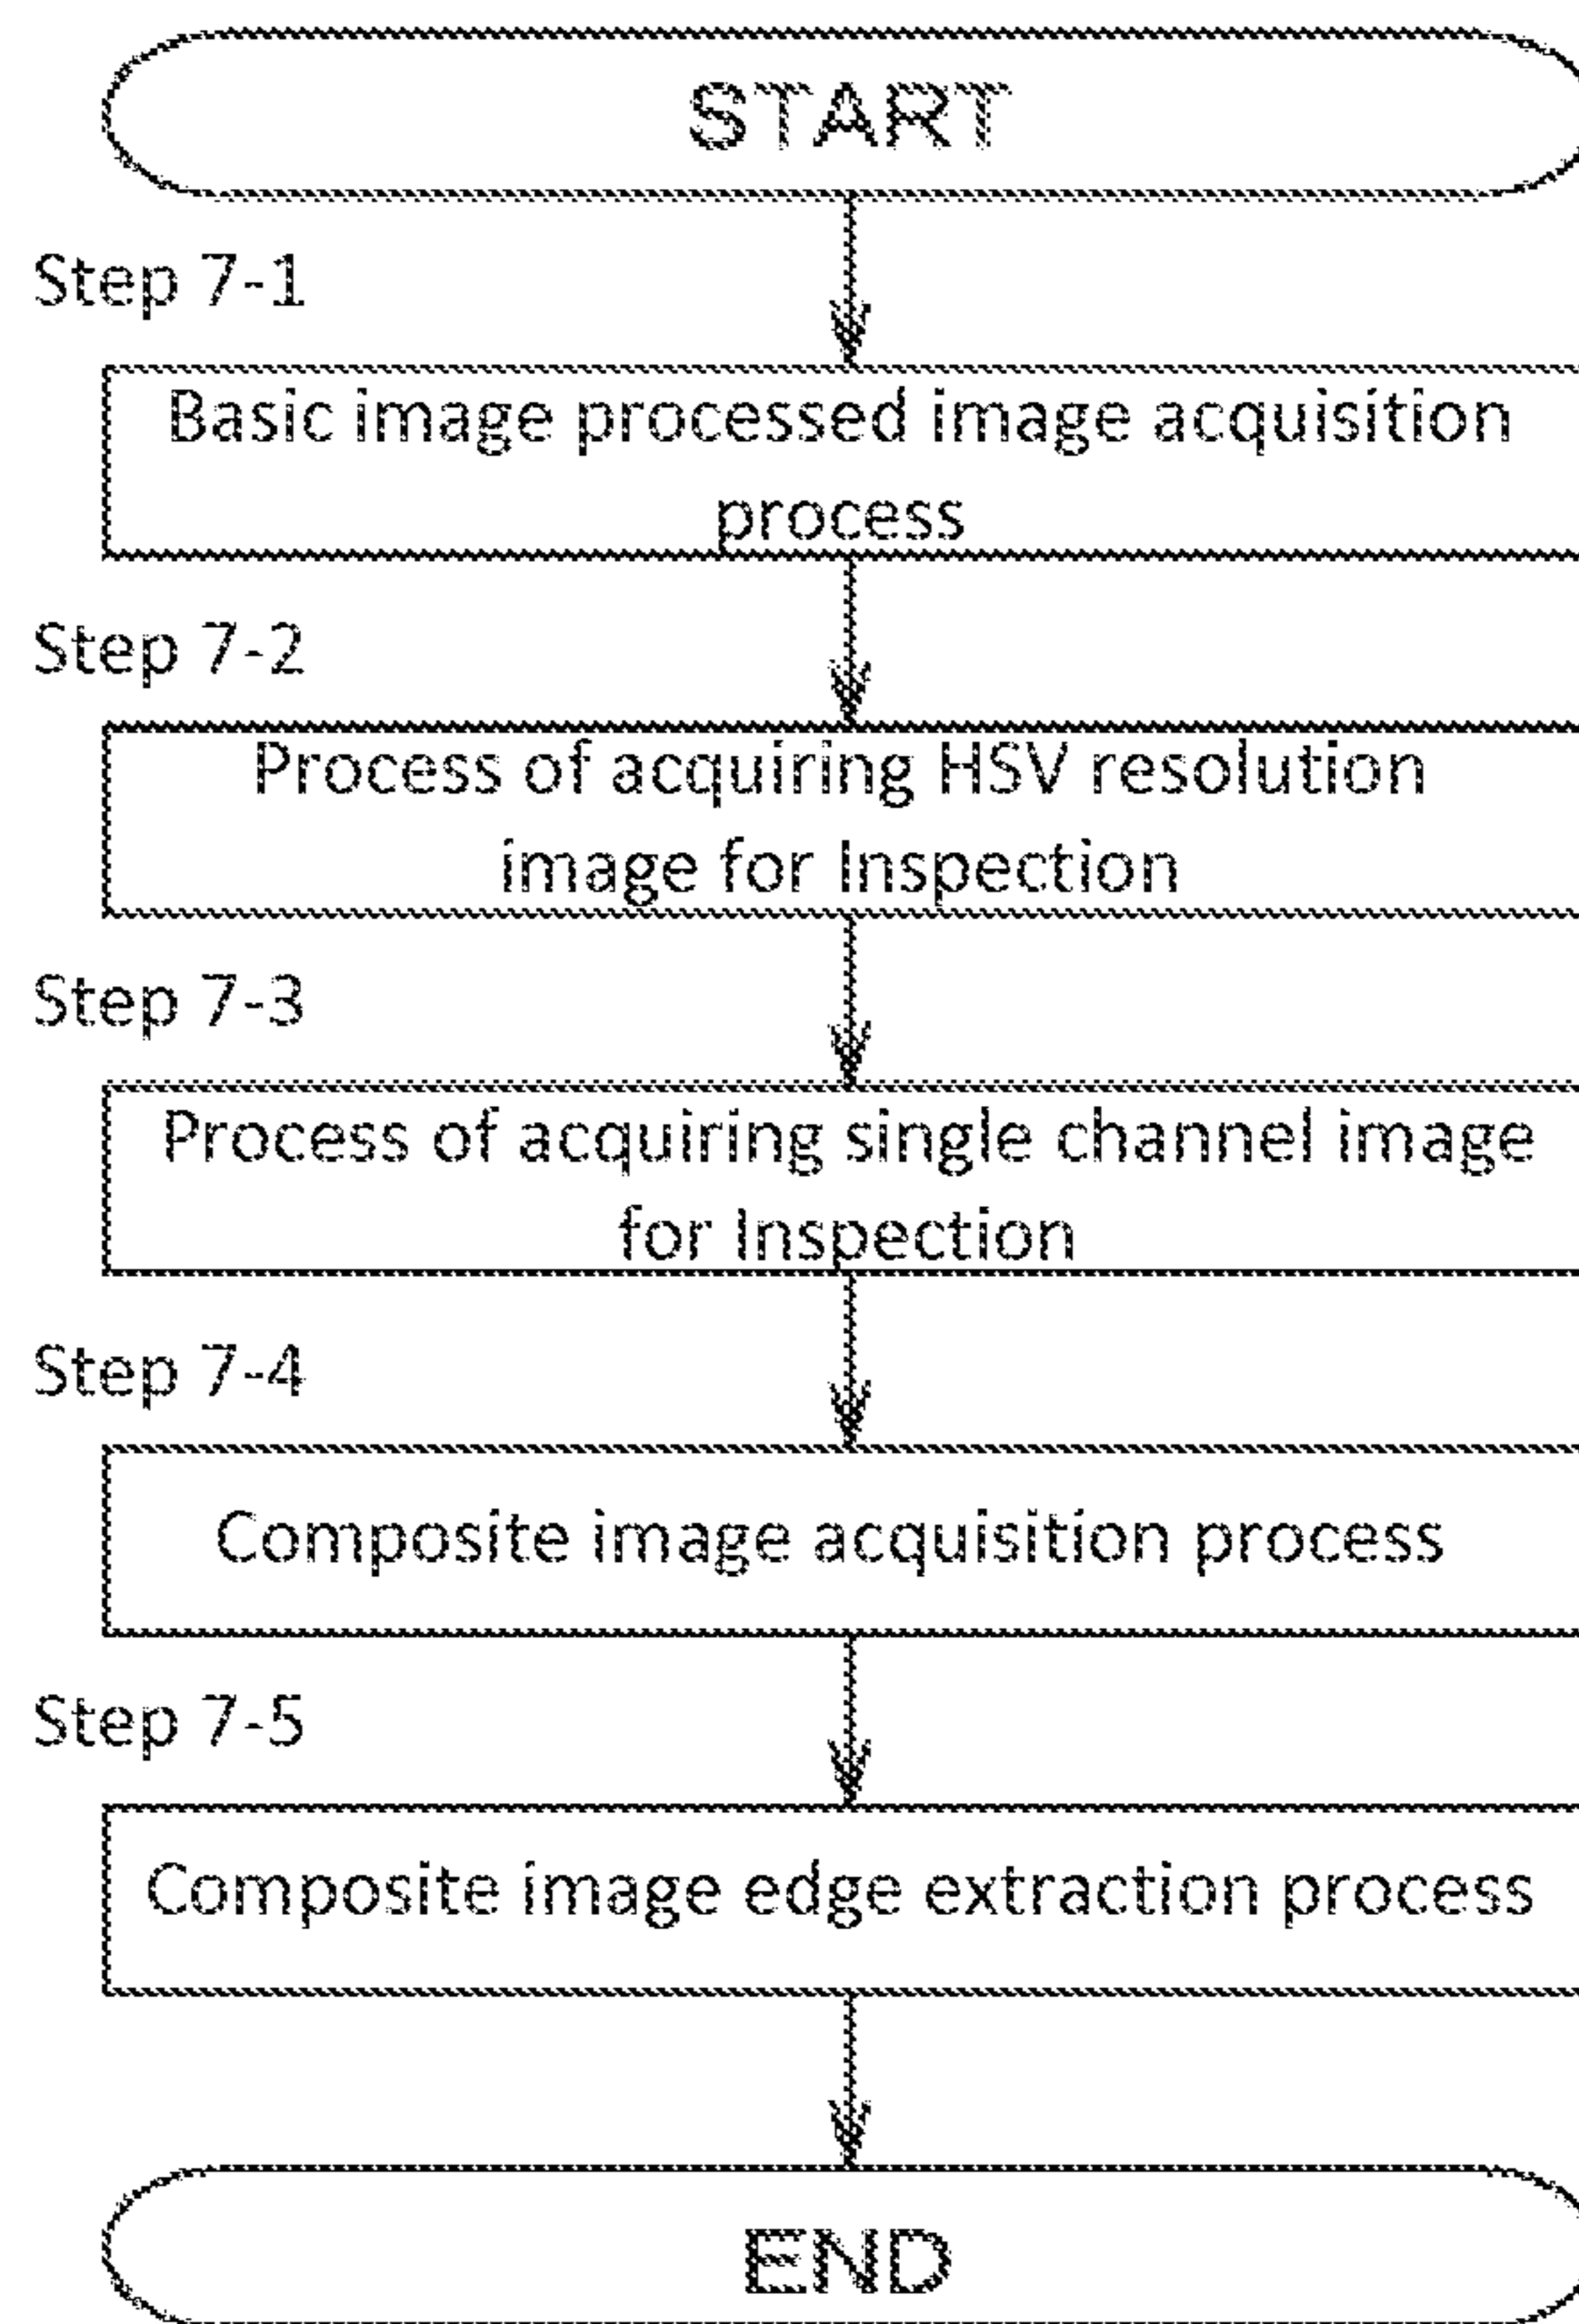 START
Step 7-1
Basic image processed image acquisition
process
Step 7-2
Process of acquiring HSV resolution
image for Inspection
Step 7-3
Process of acquiring single channel image
for Inspection
Step 7-4
Composite image acquisition process
Step 7-5
Composite image edge extraction process
END